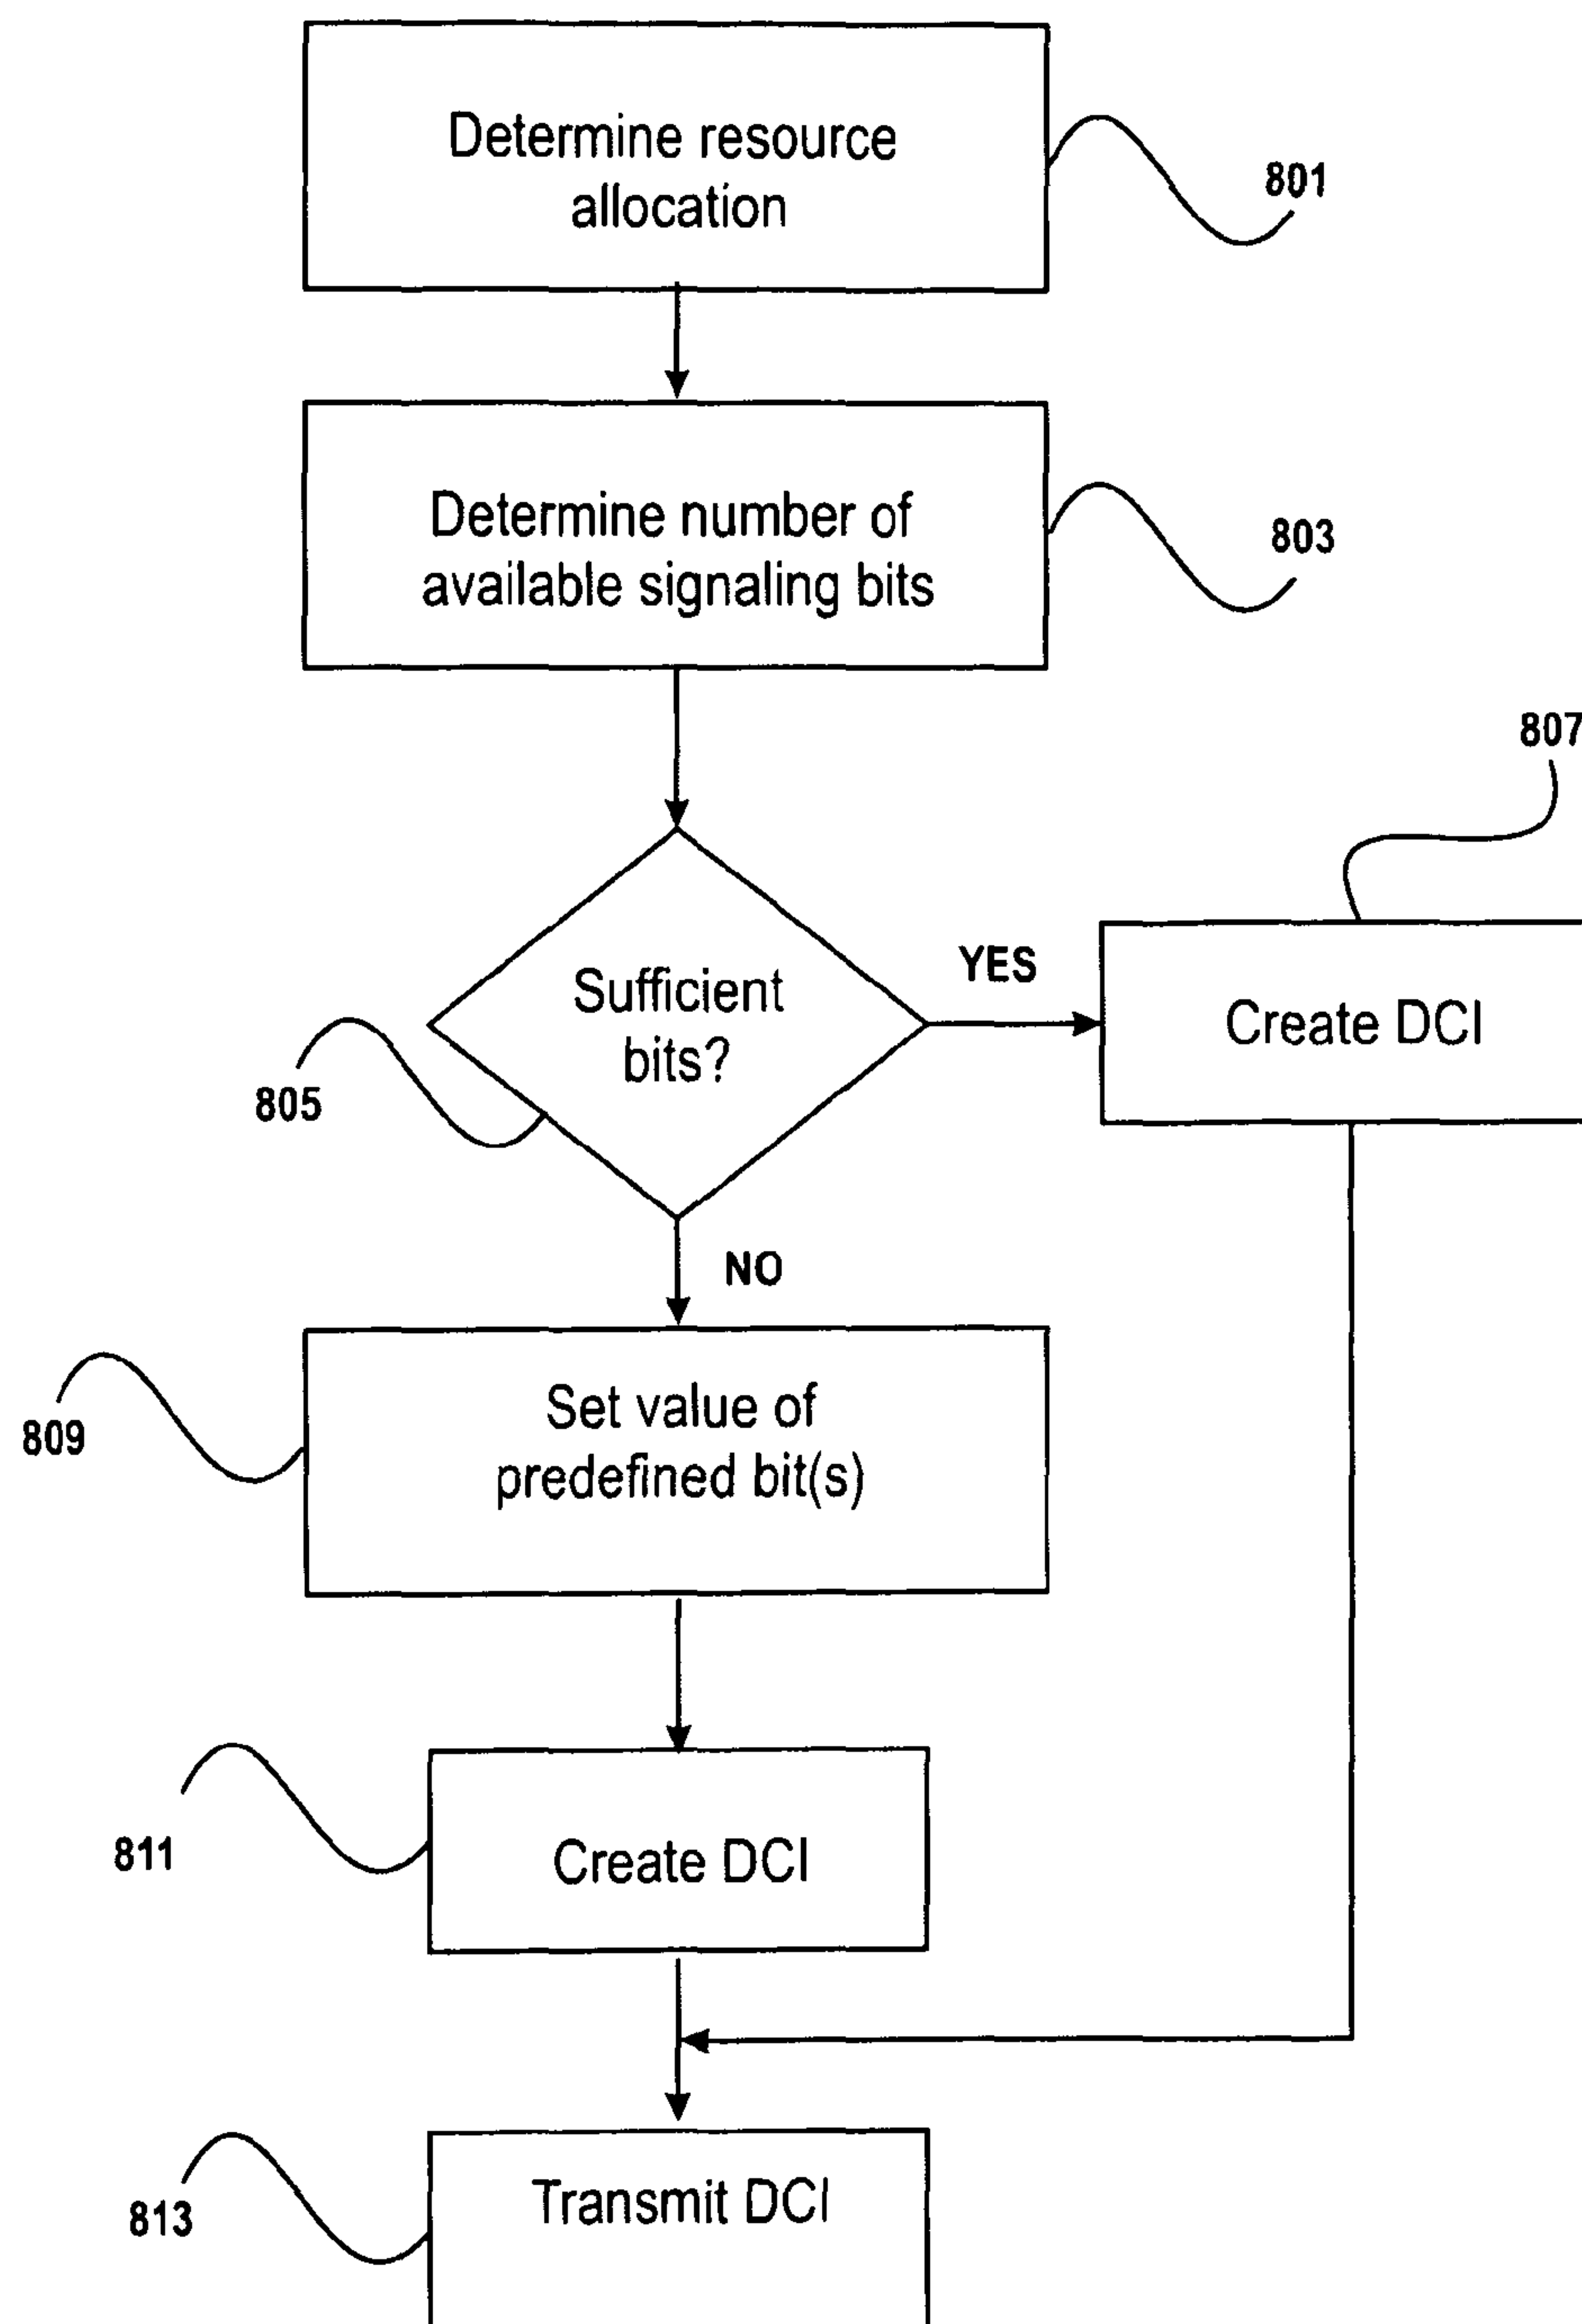 Determine resource
allocation
801
Determine number of
available signaling bits
803
807
Sufficient
bits?
YES
Create DCI
805
NO
Set value of
predefined bit(s)
809
Create DCI
811
Transmit DCI
813